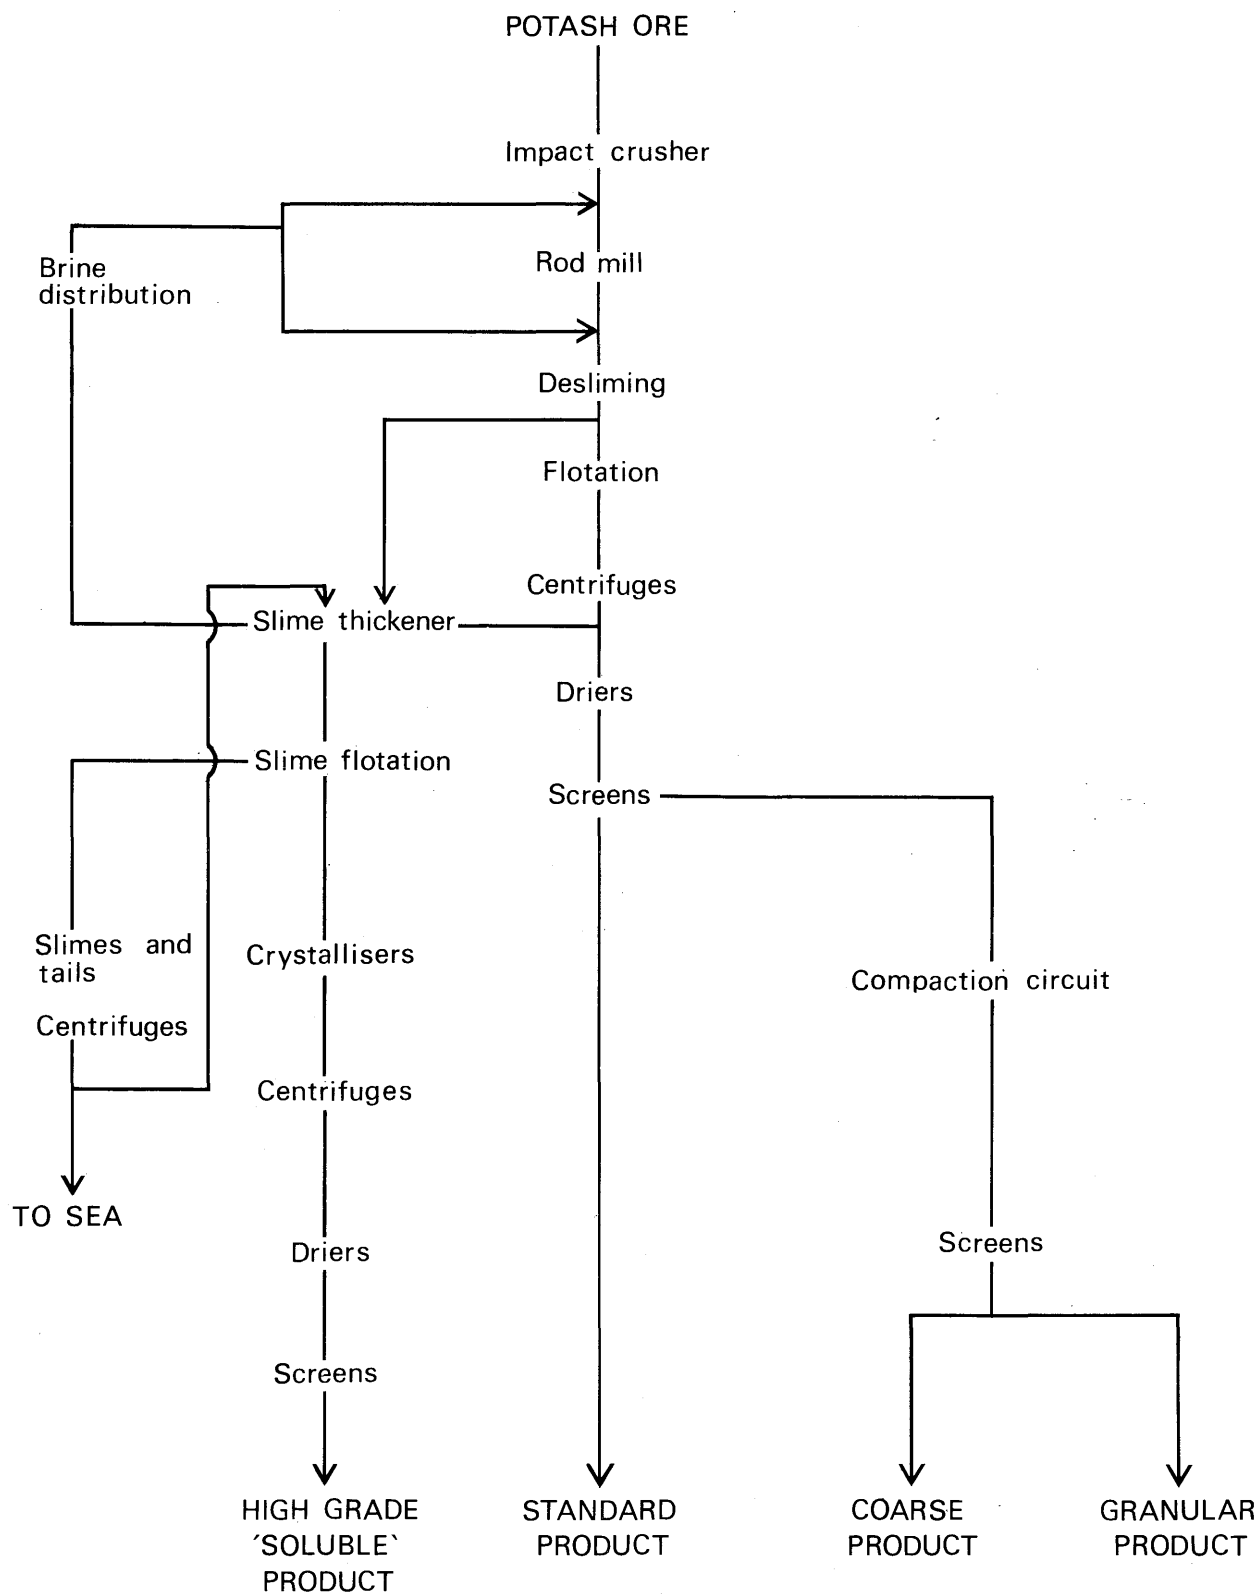 POTASH ORE
Impact crusher
Brine
distribution
Rod mill
Desliming
Flotation
Centrifuges
Slime thickener
Driers
Slime flotation
Screens
Slimes and
tails
Centrifuges
Crystallisers
Compaction circuit
Centrifuges
TO SEA
Driers
Screens
Screens
HIGH GRADE
'SOLUBLE`
PRODUCT
STANDARD
PRODUCT
COARSE
PRODUCT
GRANULAR
PRODUCT